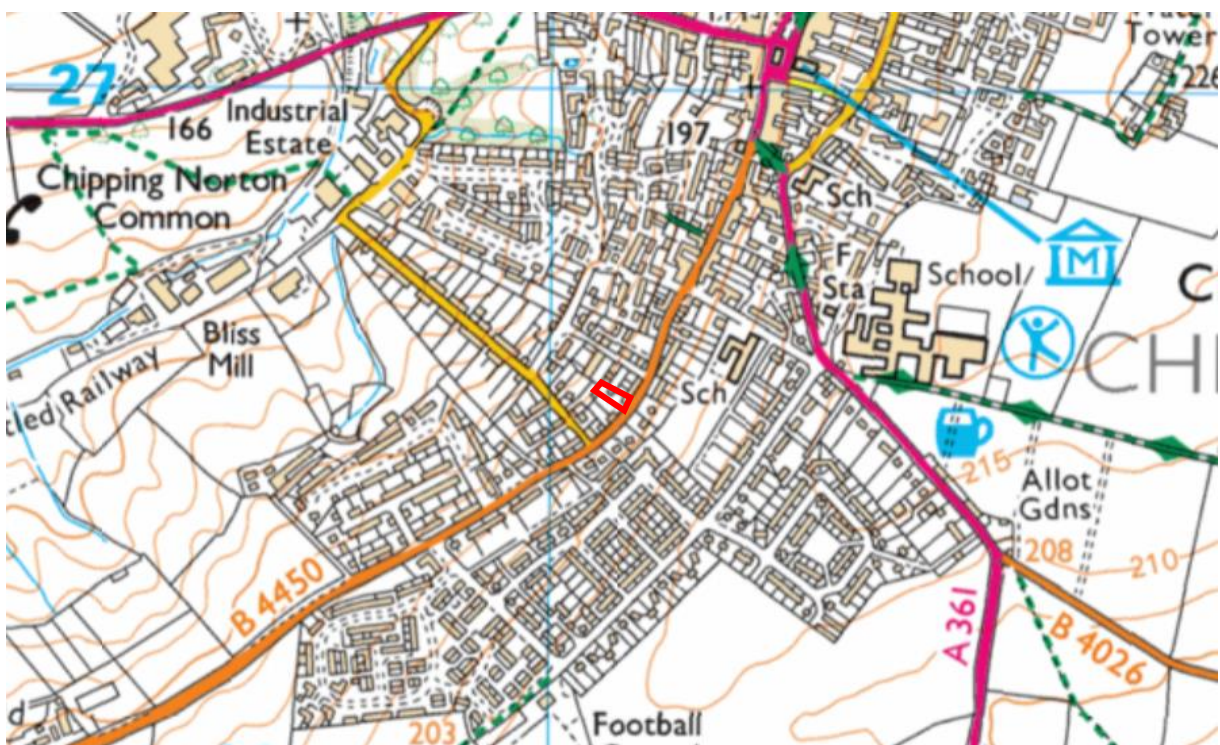 Tower
226
27
166
Industrial
Estate
197
Chipping Norton
Common
Sch
F
Sta
School
M
C
CH
Bliss
Mill
Sch
tled Railway
215
Allot
Gdns
208
210
B 4450
A 361
B 4026
d
203
Football